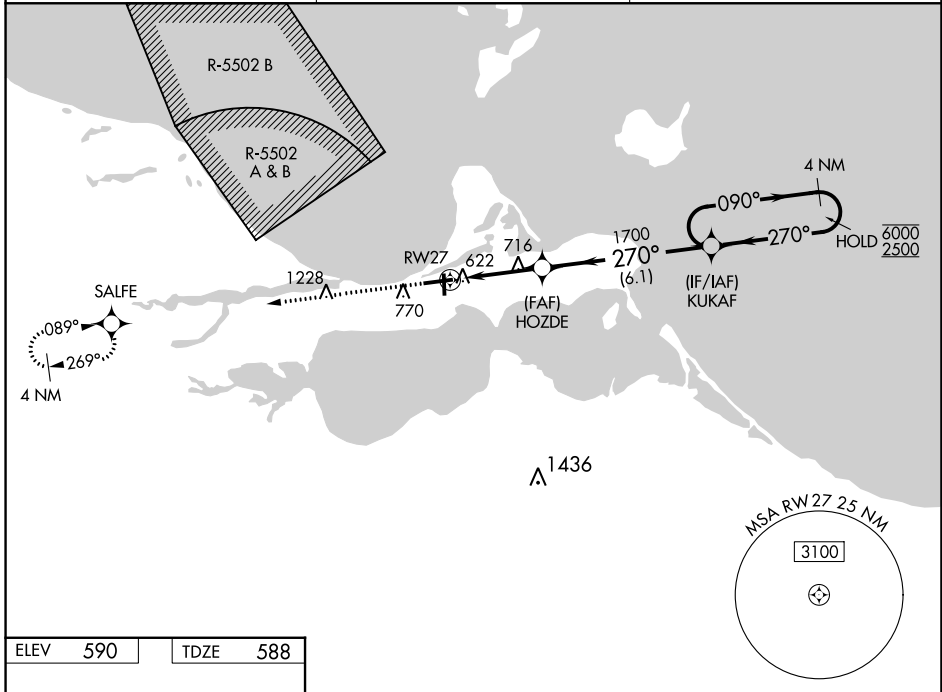 R-5502 B
R-5502
A & B
4 NM
090°
270°
HOLD
6000
2500
1700
270°
(6.1)
(IF/IAF)
KUKAF
716
622
RW27
(FAF)
HOZDE
1228
770
SALFE
089°
269°
4 NM
1436
MSA RW27 25 NM
3100
ELEV 590
TDZE 588